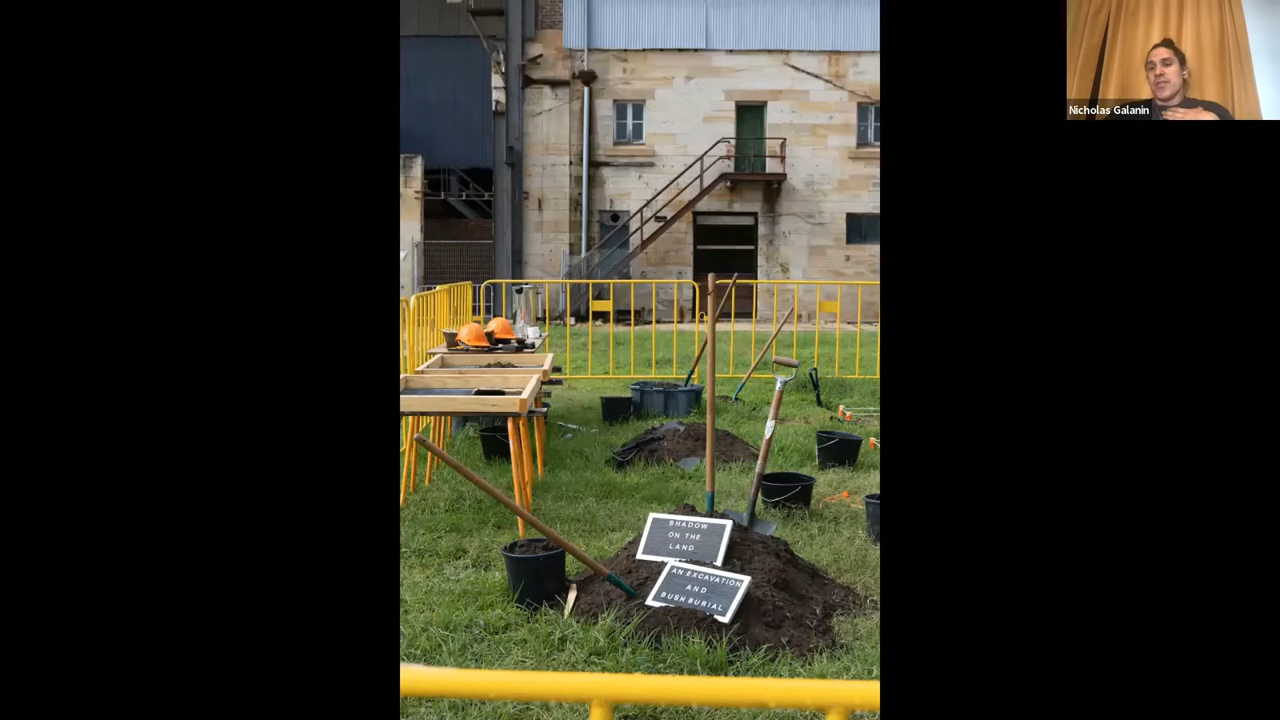 Nicholas Galanin
SHADOW
ON THE
LAND
AN EXCAVATION
AND
BUSH BURIAL